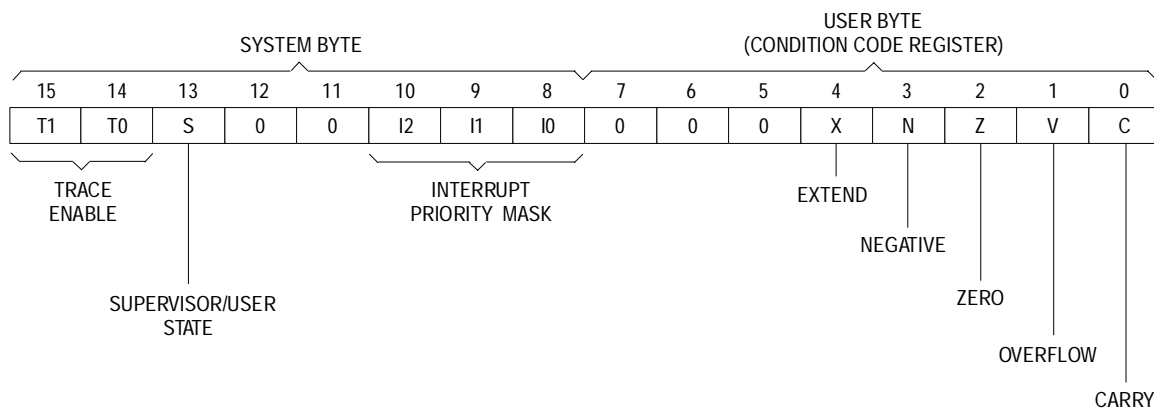 USER BYTE
SYSTEM BYTE
(CONDITION CODE REGISTER)
15 14 13 12 11 10 9 8 7 6 5 4 3 2 1 0
T1 T0 S 0 0 I2 I1 I0 0 0 0 X N Z V C
TRACE
ENABLE
INTERRUPT
PRIORITY MASK
EXTEND
NEGATIVE
SUPERVISOR/USER
STATE
ZERO
OVERFLOW
CARRY